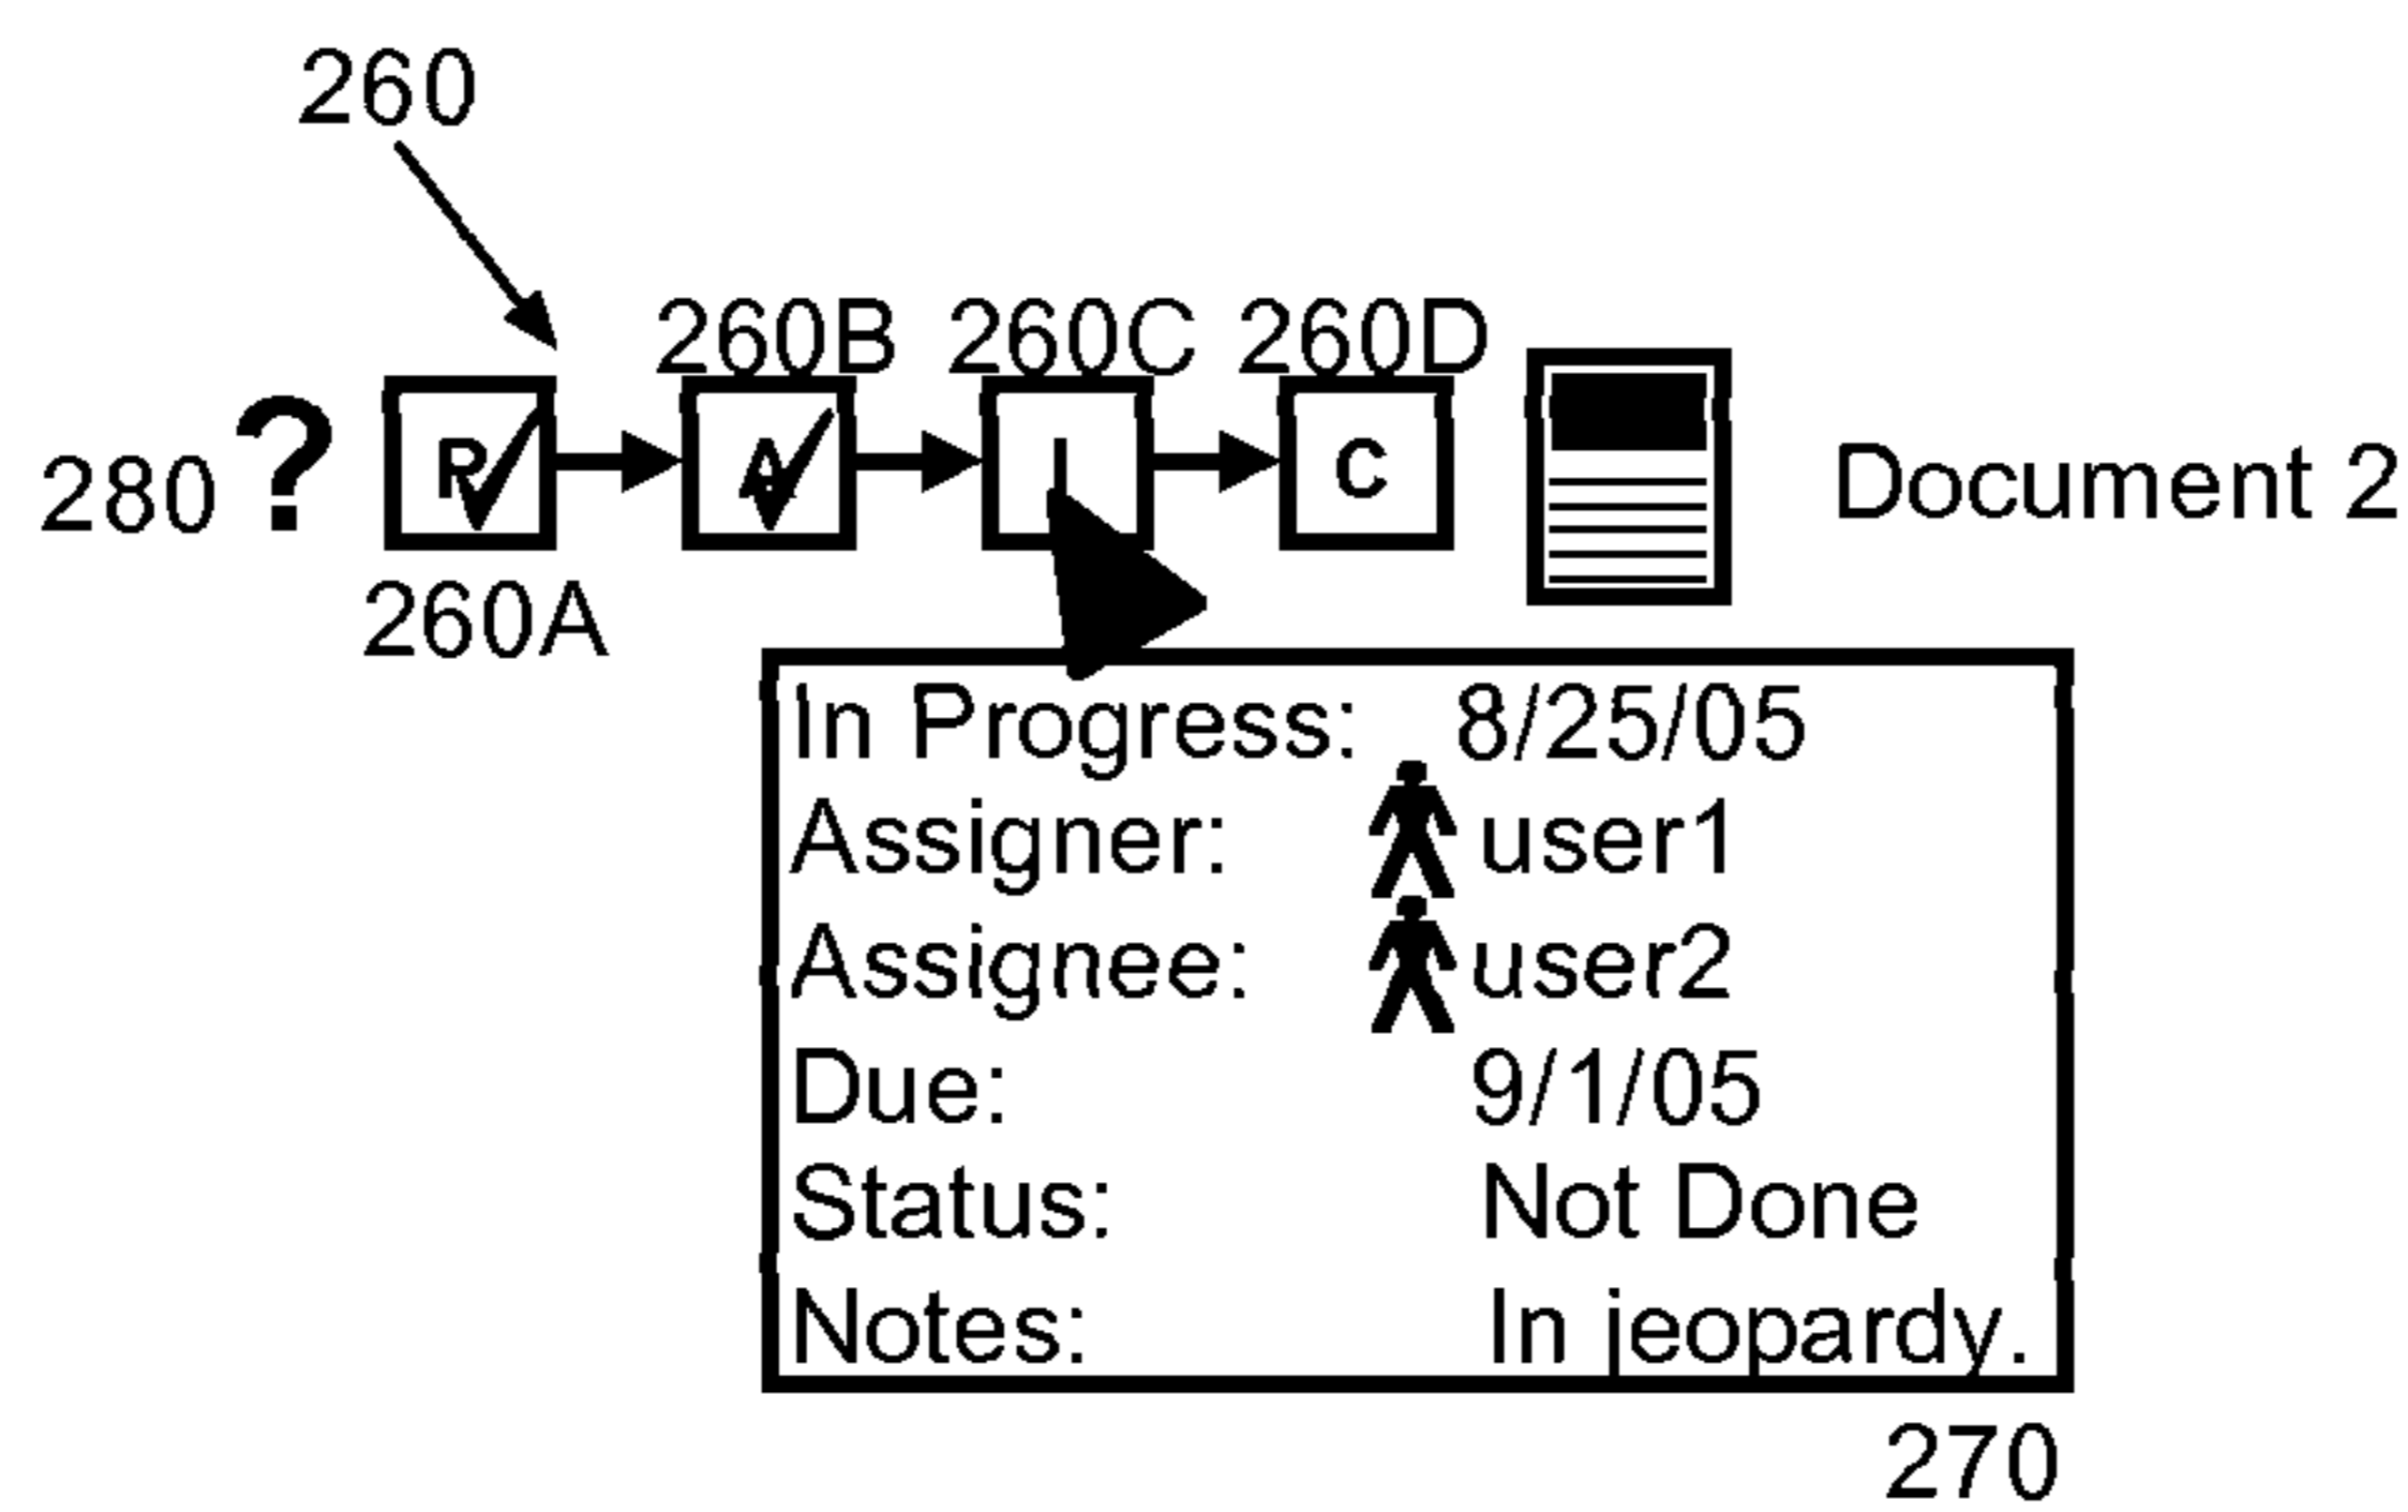 260
260B 260C 260D
280 ? R A I C Document 2
260A
In Progress: 8/25/05
Assigner: user1
Assignee: user2
Due: 9/1/05
Status: Not Done
Notes: In jeopardy.
270